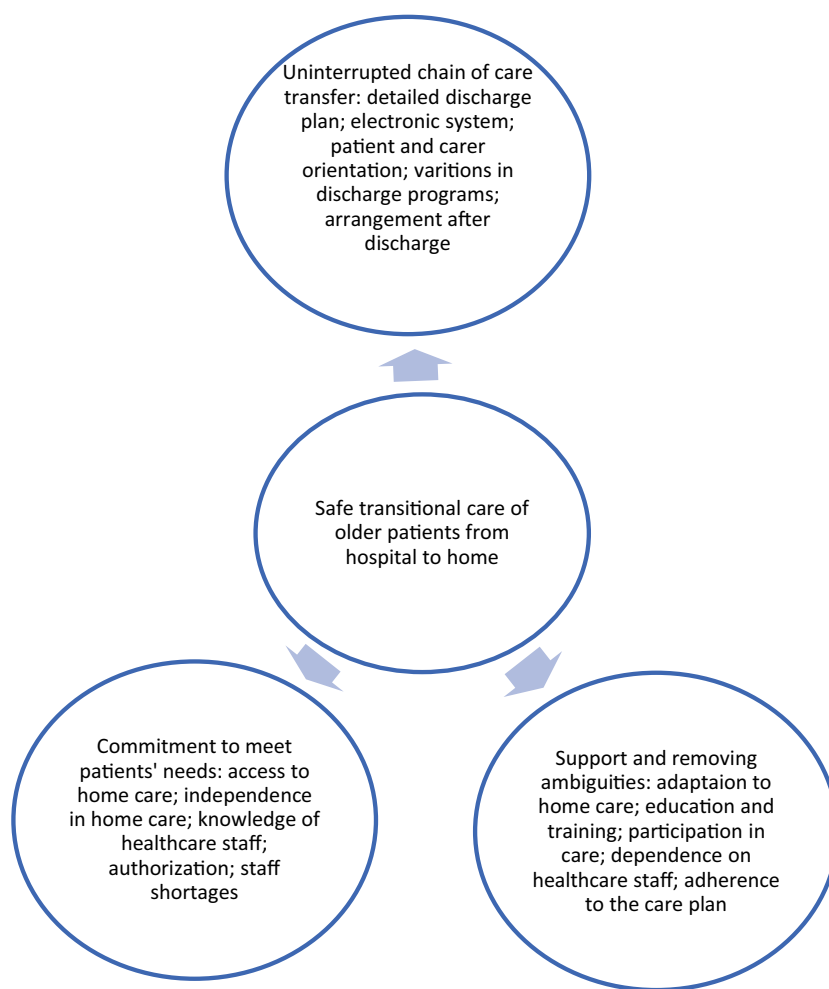 Uninterrupted chain of care
transfer: detailed discharge
plan; electronic system;
patient and carer
orientation; varitions in
discharge programs;
arrangement after
discharge
Safe transitional care of
older patients from
hospital to home
Commitment to meet
patients' needs: access to
home care; independence
in home care; knowledge of
healthcare staff;
authorization; staff
shortages
Support and removing
ambiguities: adaptaion to
home care; education and
training; participation in
care; dependence on
healthcare staff; adherence
to the care plan